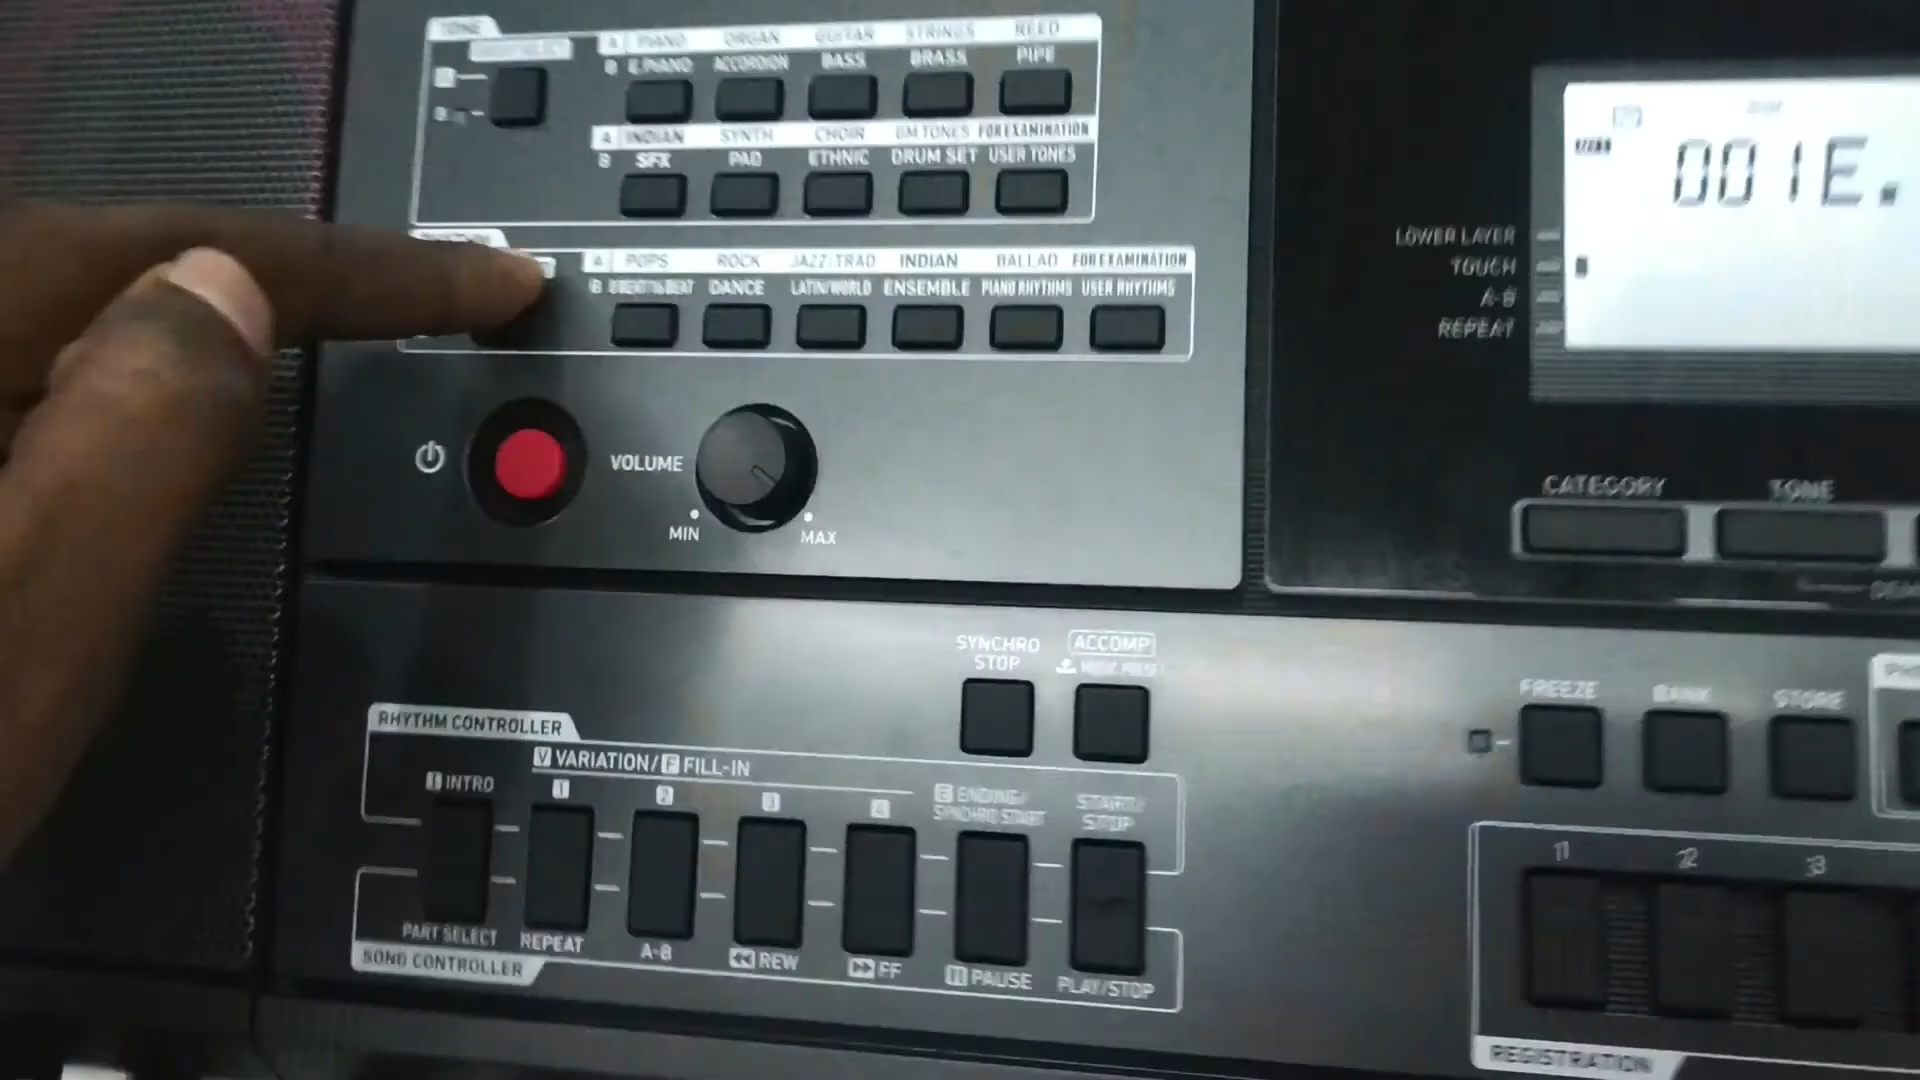 TONE
A PIANO ORGAN GUITAR STRINGS REED
B E.PIANO ACCORDION BASS BRASS PIPE
A INDIAN SYNTH CHOIR GM TONES FOR EXAMINATION
B SFX PAD ETHNIC DRUM SET USER TONES
A POPS ROCK JAZZ/TRAD INDIAN BALLAD FOR EXAMINATION
B 8BEAT/16BEAT DANCE LATIN/WORLD ENSEMBLE PIANO RHYTHMS USER RHYTHMS
001E.
LOWER LAYER
TOUCH
A-B
REPEAT
VOLUME
MIN MAX
CATEGORY TONE
SYNCHRO STOP
ACCOMP
FREEZE BANK STORE
RHYTHM CONTROLLER
V VARIATION/F FILL-IN
I INTRO 1 2 3 4
E ENDING/
SYNCHRO START
START/
STOP
PART SELECT REPEAT A-B REW FF PAUSE PLAY/STOP
SONG CONTROLLER
1 2 3
REGISTRATION